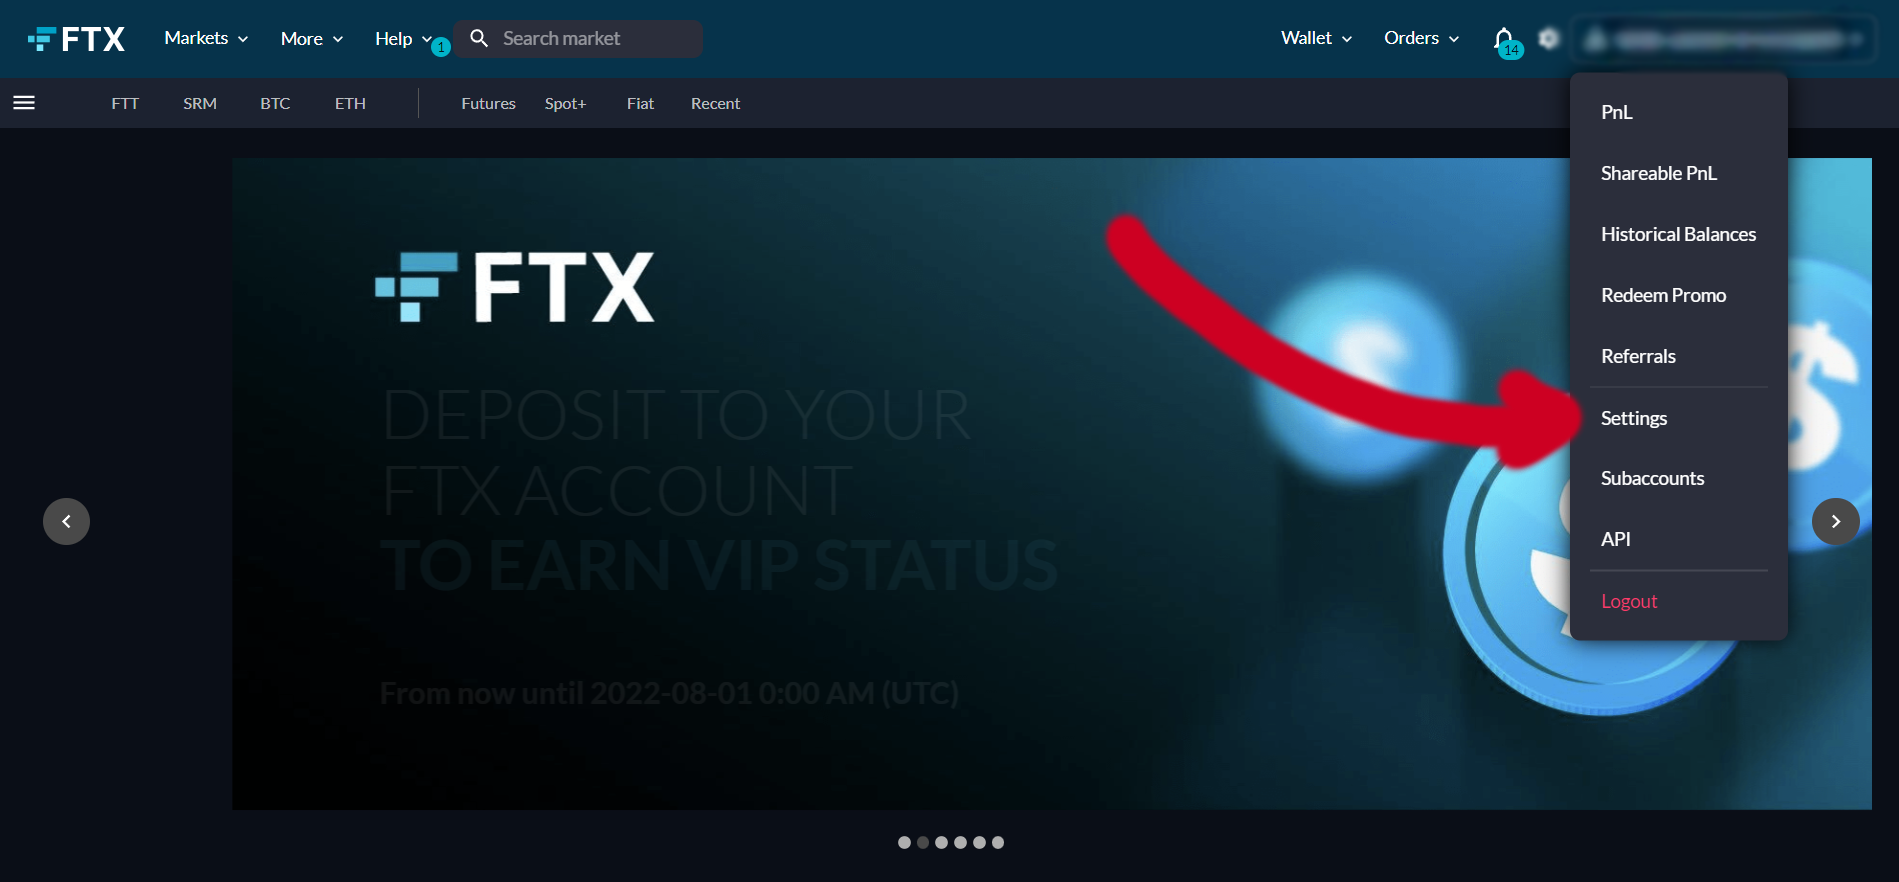 FTX
Markets
More
Help
1
Search market
Wallet
Orders
14
FTT
SRM
BTC
ETH
Futures
Spot+
Fiat
Recent
PnL
Shareable PnL
Historical Balances
Redeem Promo
Referrals
Settings
Subaccounts
API
Logout
FTX
DEPOSIT TO YOUR
FTX ACCOUNT
TO EARN VIP STATUS
From now until 2022-08-01 0:00 AM (UTC)